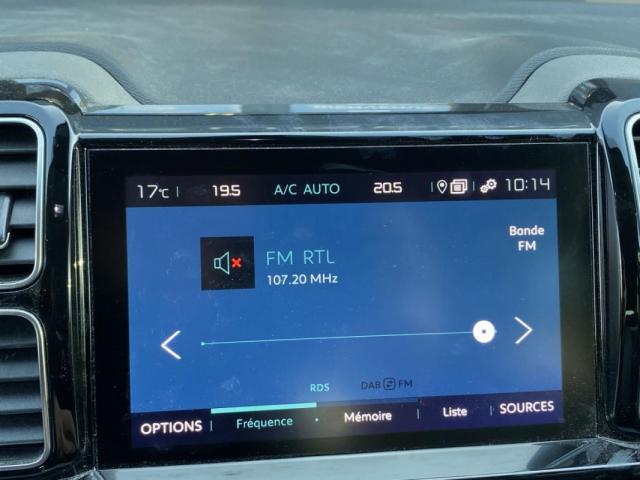 17°C 19.5 A/C AUTO 20.5 10:14
Bande
FM
FM RTL
107.20 MHz
RDS DAB FM
OPTIONS Fréquence Mémoire Liste SOURCES